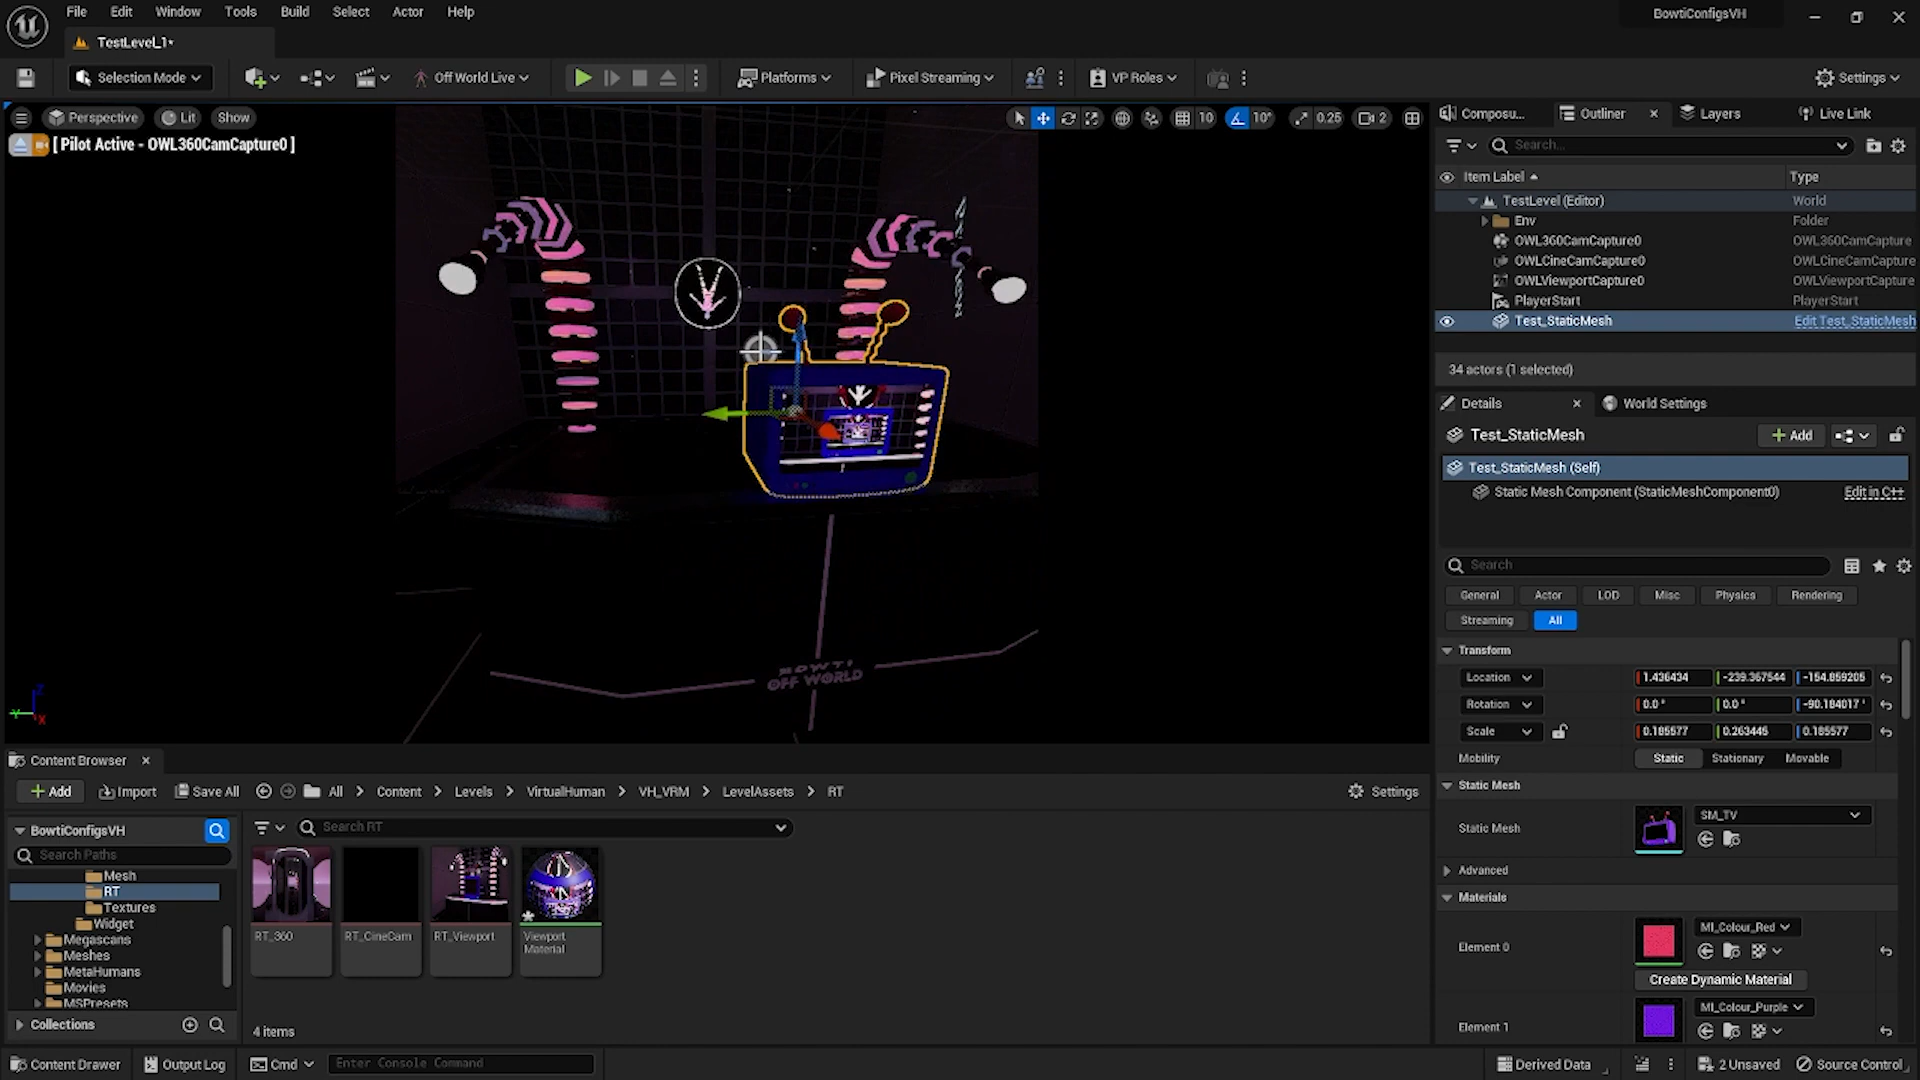 File Edit Window Tools Build Select Actor Help
BowtiConfigsVH
TestLevel_1*
Selection Mode
Off World Live
Platforms
Pixel Streaming
VP Roles
Settings
Perspective
Lit
Show
10
10°
0.25
2
[ Pilot Active - OWL360CamCapture0 ]
OFF WORLD
Composu...
Outliner
Layers
Live Link
Search...
Item Label
Type
TestLevel (Editor)
World
Env
Folder
OWL360CamCapture0
OWL360CamCapture
OWLCineCamCapture0
OWLCineCamCapture
OWLViewportCapture0
OWLViewportCapture
PlayerStart
PlayerStart
Test_StaticMesh
Edit Test_StaticMesh
34 actors (1 selected)
Details
World Settings
Test_StaticMesh
Add
Test_StaticMesh (Self)
Static Mesh Component (StaticMeshComponent0)
Edit in C++
Search
General
Actor
LOD
Misc
Physics
Rendering
Streaming
All
Transform
Location
1.436434
-239.367544
-154.859205
Rotation
0.0 °
0.0 °
-90.184017 °
Scale
0.185577
0.263445
0.185577
Mobility
Static
Stationary
Movable
Static Mesh
Static Mesh
SM_TV
Advanced
Materials
Element 0
MI_Colour_Red
Create Dynamic Material
Element 1
MI_Colour_Purple
Content Browser
Add
Import
Save All
All
Content
Levels
VirtualHuman
VH_VRM
LevelAssets
RT
Settings
BowtiConfigsVH
Search Paths
Mesh
RT
Textures
Widget
Megascans
Meshes
MetaHumans
Movies
MSPresets
Collections
Search RT
RT_360
RT_CineCam
RT_Viewport
Viewport
Material
4 items
Content Drawer
Output Log
Cmd
Enter Console Command
Derived Data
2 Unsaved
Source Control